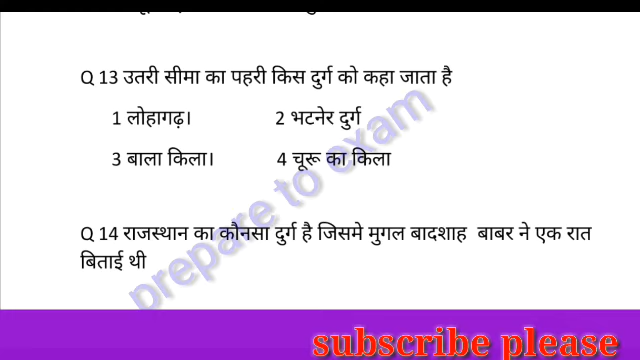 Q 13 उतरी सीमा का पहरी किस दुर्ग को कहा जाता है
1 लोहागढ़। 2 भटनेर दुर्ग
3 बाला किला। 4 चूरू का किला
Q 14 राजस्थान का कौनसा दुर्ग है जिसमे मुगल बादशाह बाबर ने एक रात
बिताई थी
prepare to exam
subscribe please